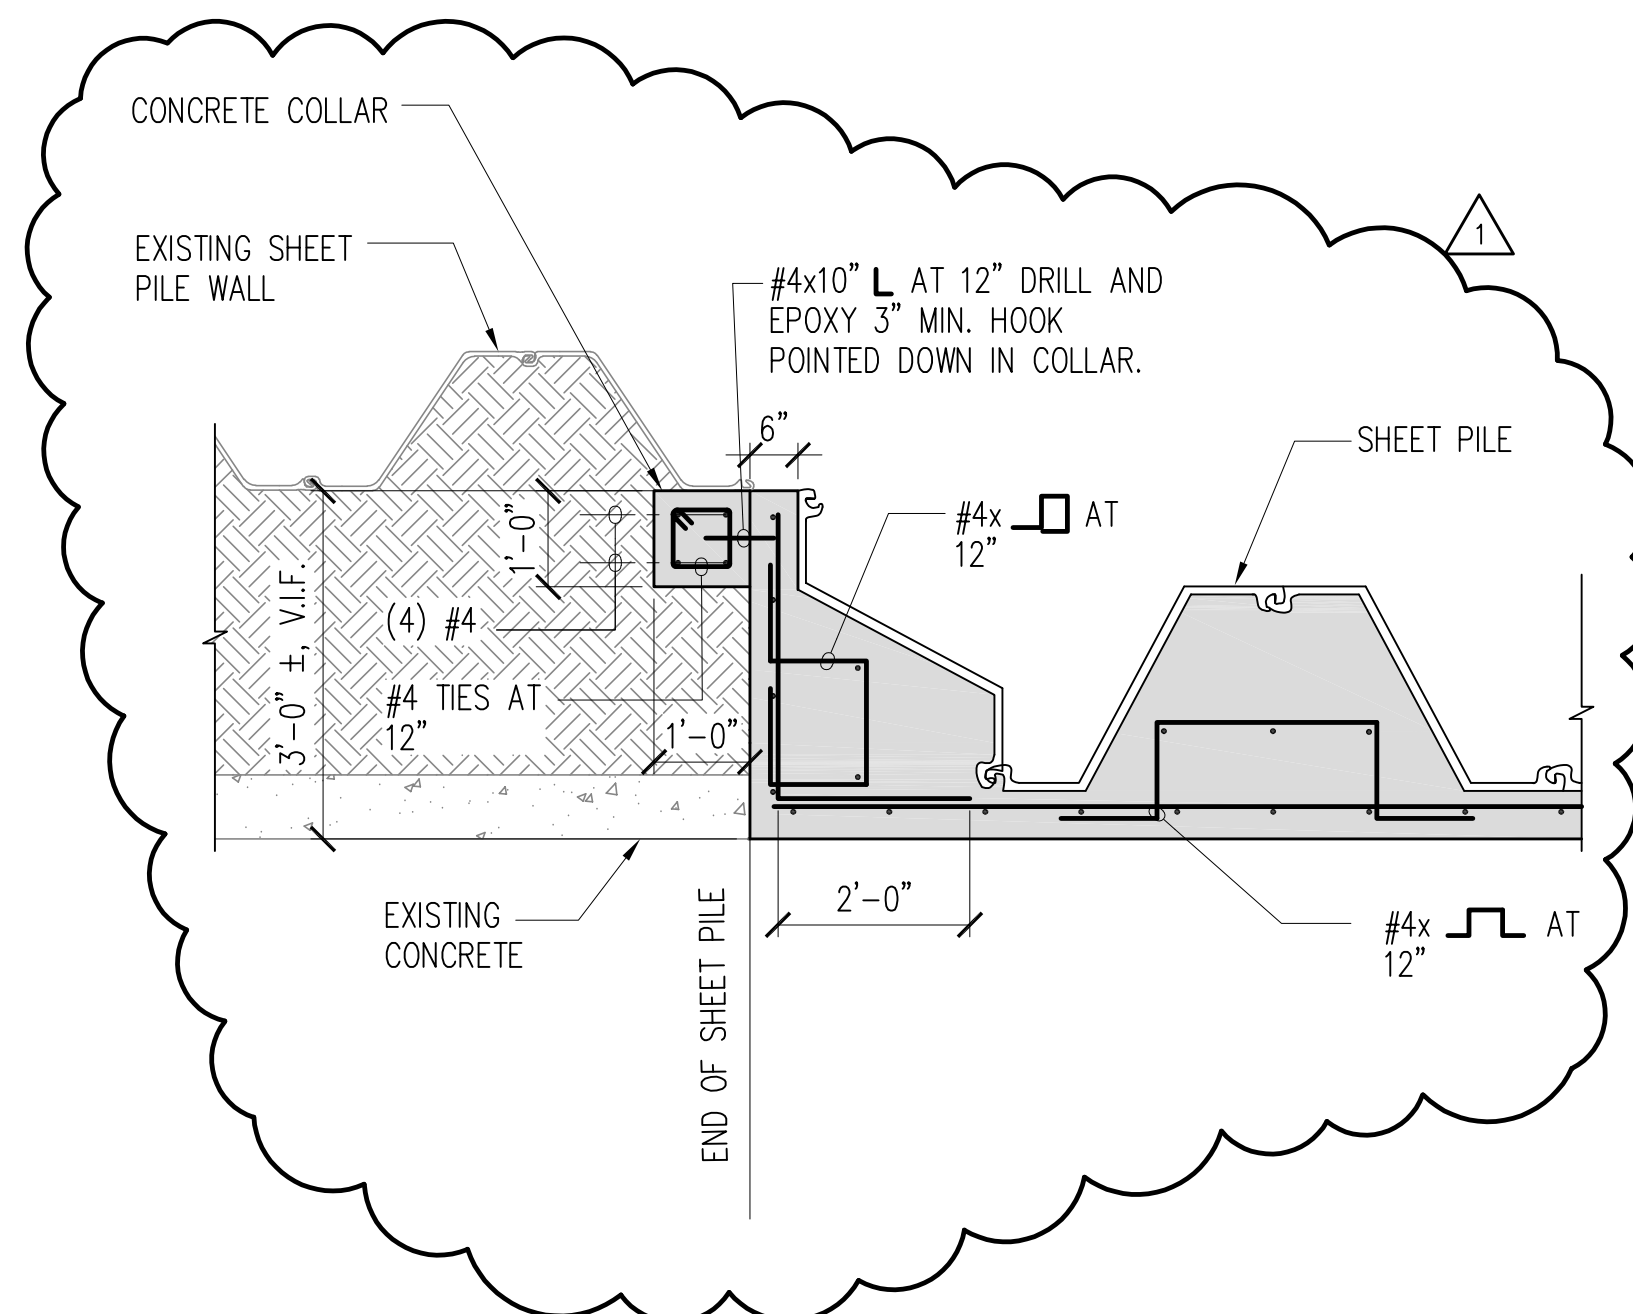 CONCRETE COLLAR
EXISTING SHEET
PILE WALL
1
#4x10" L AT 12" DRILL AND
EPOXY 3" MIN. HOOK
POINTED DOWN IN COLLAR.
6"
SHEET PILE
#4x AT
12"
1'-0"
3'-0" ±, V.I.F.
(4) #4
#4 TIES AT
12"
1'-0"
2'-0"
EXISTING
CONCRETE
END OF SHEET PILE
#4x AT
12"